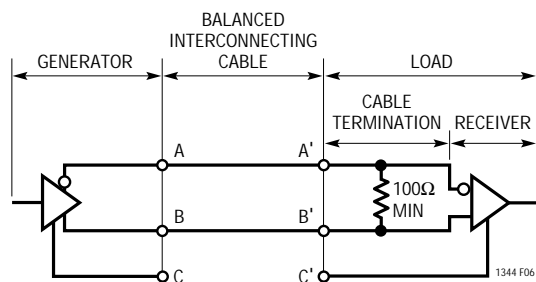 BALANCED
INTERCONNECTING
CABLE
GENERATOR
LOAD
CABLE
TERMINATION
RECEIVER
A
A'
100Ω
MIN
B
B'
C
C'
1344 F06